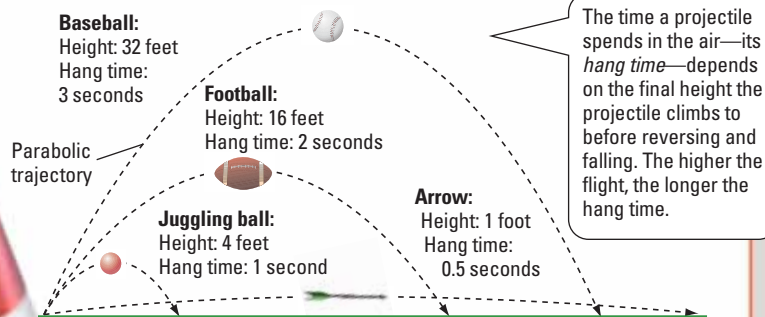 Baseball:
Height: 32 feet
Hang time:
3 seconds
The time a projectile
spends in the air—its
hang time—depends
on the final height the
projectile climbs to
before reversing and
falling. The higher the
flight, the longer the
hang time.
Football:
Height: 16 feet
Hang time: 2 seconds
Parabolic
trajectory
Juggling ball:
Height: 4 feet
Hang time: 1 second
Arrow:
Height: 1 foot
Hang time:
0.5 seconds